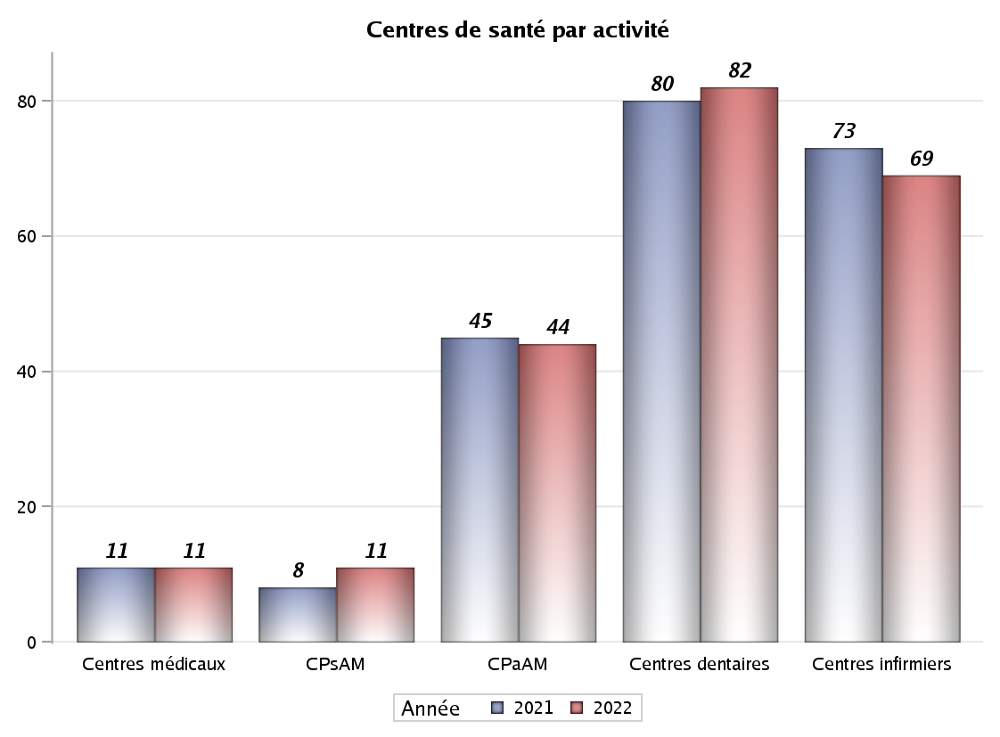 Centres de santé par activité
80
60
40
20
0
11
11
8
11
45
44
80
82
73
69
Centres médicaux
CPsAM
CPaAM
Centres dentaires
Centres infirmiers
Année 2021 2022